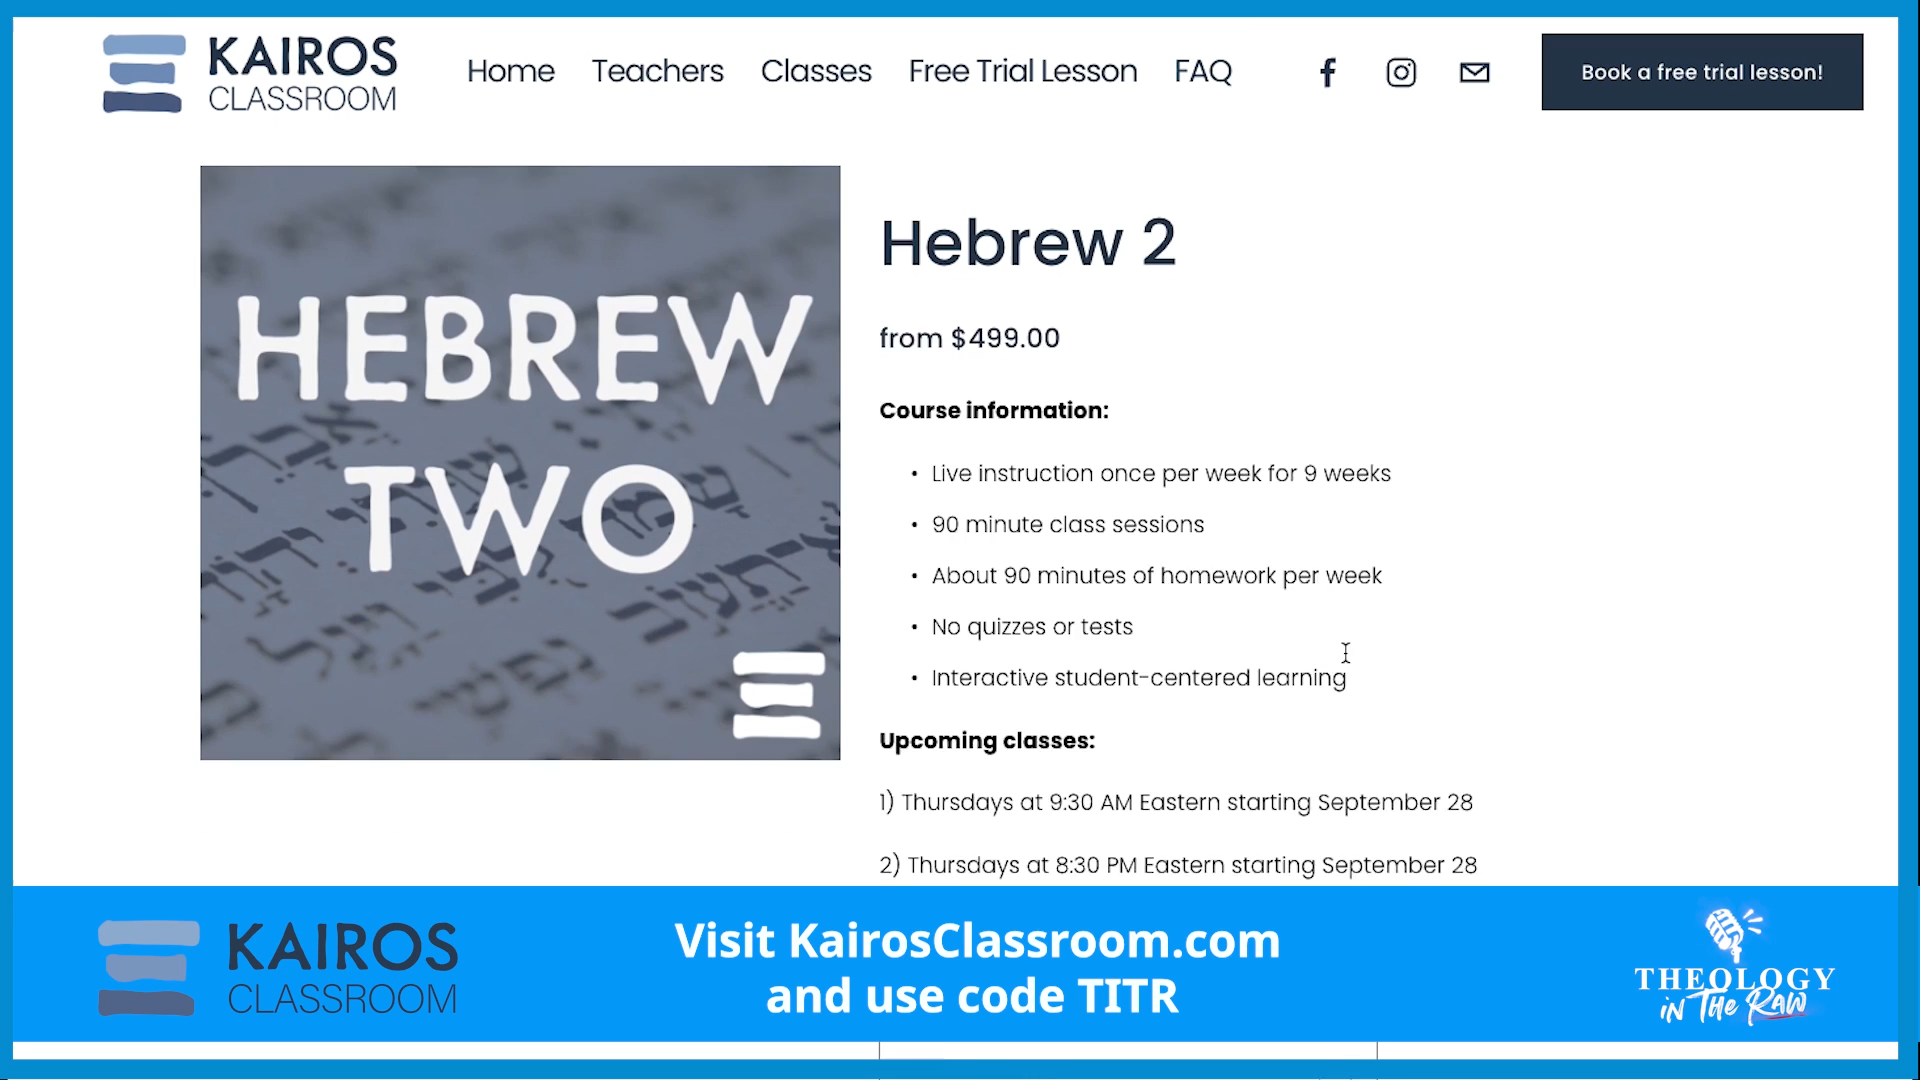 KAIROS
CLASSROOM
Home Teachers Classes Free Trial Lesson FAQ
Book a free trial lesson!
HEBREW
TWO
Hebrew 2
from $499.00
Course information:
• Live instruction once per week for 9 weeks
• 90 minute class sessions
• About 90 minutes of homework per week
• No quizzes or tests
• Interactive student-centered learning
Upcoming classes:
1) Thursdays at 9:30 AM Eastern starting September 28
2) Thursdays at 8:30 PM Eastern starting September 28
KAIROS
CLASSROOM
Visit KairosClassroom.com
and use code TITR
THEOLOGY
in The Raw